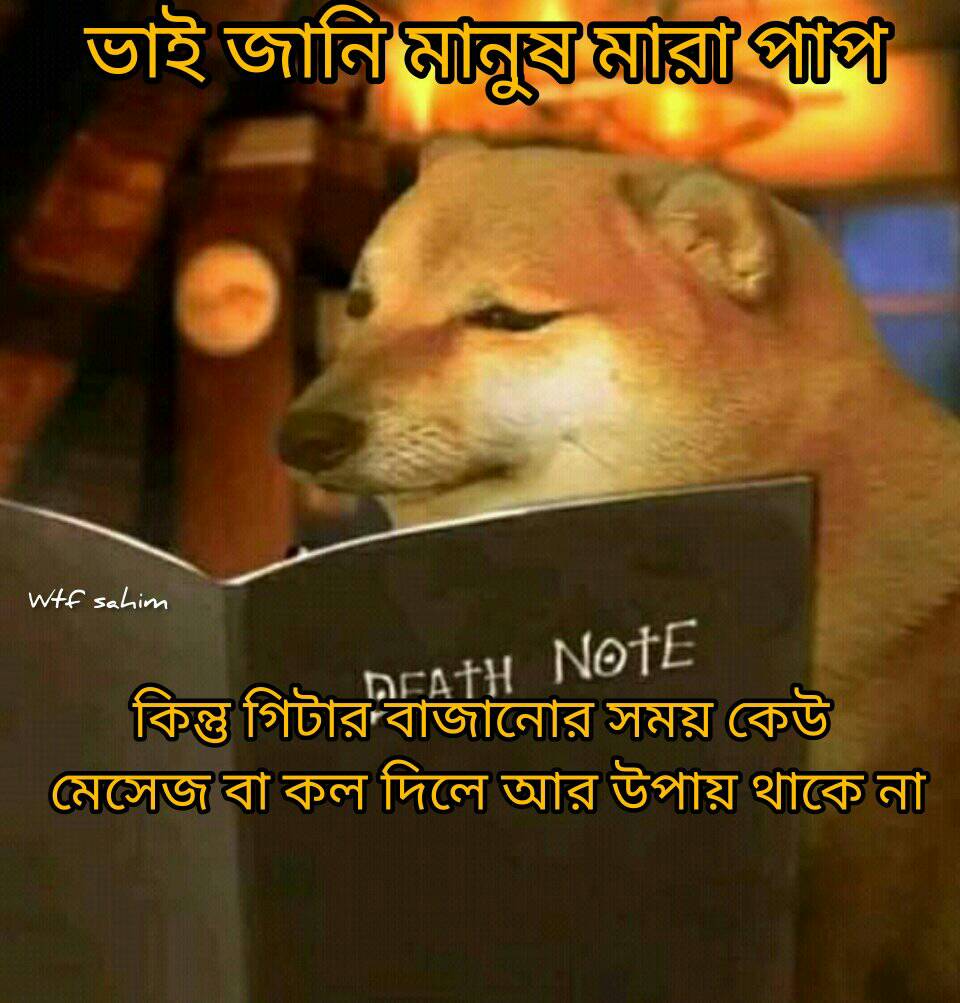 ভাই জানি মানুষ মারা পাপ
Wtf sahim
DEATH NOTE
কিন্তু গিটার বাজানোর সময় কেউ
মেসেজ বা কল দিলে আর উপায় থাকে না